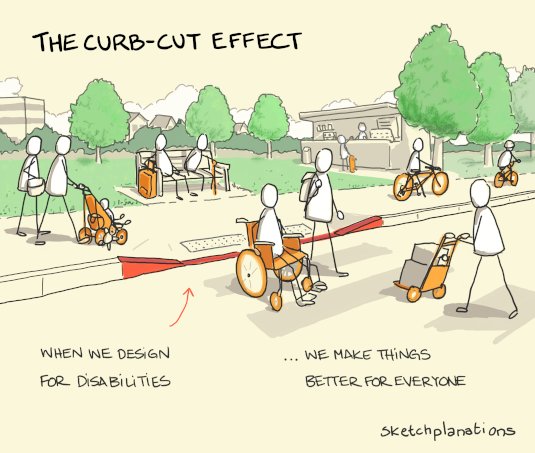 THE CURB-CUT EFFECT
WHEN WE DESIGN
FOR DISABILITIES
... WE MAKE THINGS
BETTER FOR EVERYONE
sketchplanations